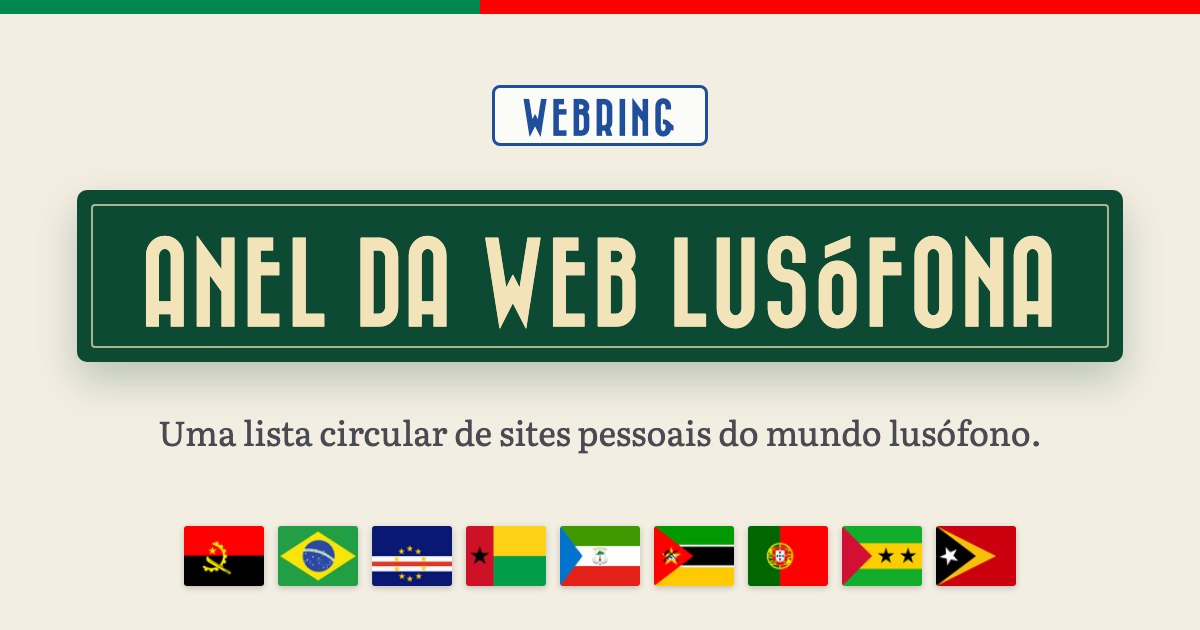 WEBRING
ANEL DA WEB LUSóFONA
Uma lista circular de sites pessoais do mundo lusófono.